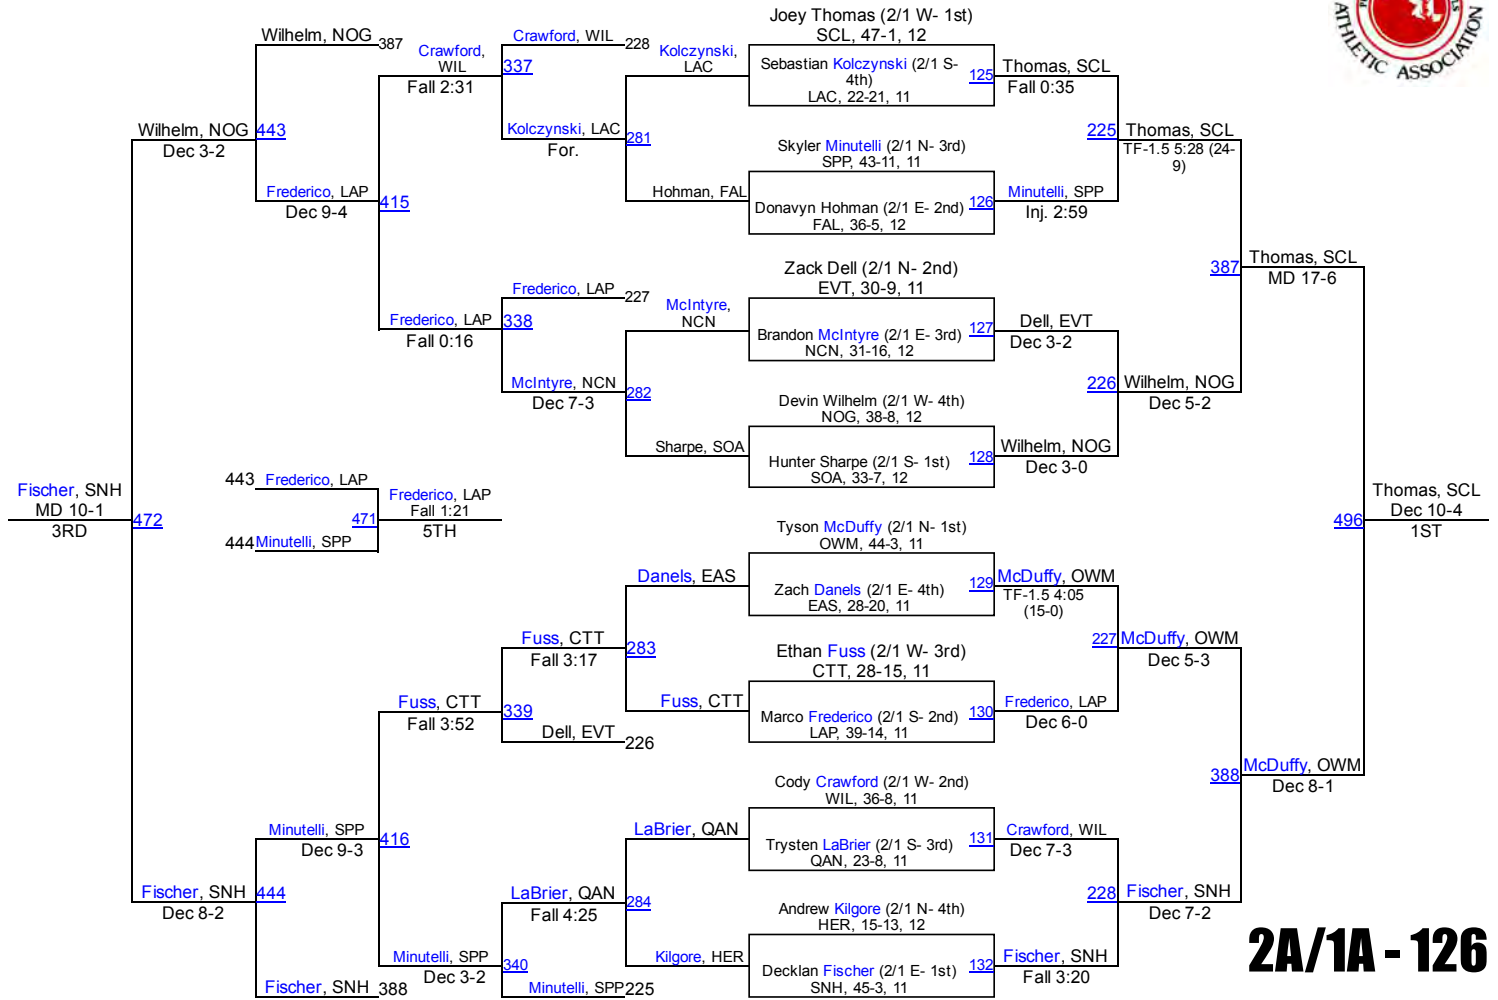 Joey Thomas (2/1 W- 1st)
SCL, 47-1, 12
Sebastian Kolczynski (2/1 S-
4th)
LAC, 22-21, 11
125
Skyler Minutelli (2/1 N- 3rd)
SPP, 43-11, 11
Donavyn Hohman (2/1 E- 2nd)
FAL, 36-5, 12
126
Zack Dell (2/1 N- 2nd)
EVT, 30-9, 11
Brandon McIntyre (2/1 E- 3rd)
NCN, 31-16, 12
127
Devin Wilhelm (2/1 W- 4th)
NOG, 38-8, 12
Hunter Sharpe (2/1 S- 1st)
SOA, 33-7, 12
128
Tyson McDuffy (2/1 N- 1st)
OWM, 44-3, 11
Zach Danels (2/1 E- 4th)
EAS, 28-20, 11
129
Ethan Fuss (2/1 W- 3rd)
CTT, 28-15, 11
Marco Frederico (2/1 S- 2nd)
LAP, 39-14, 11
130
Cody Crawford (2/1 W- 2nd)
WIL, 36-8, 11
Trysten LaBrier (2/1 S- 3rd)
QAN, 23-8, 11
131
Andrew Kilgore (2/1 N- 4th)
HER, 15-13, 12
Decklan Fischer (2/1 E- 1st)
SNH, 45-3, 11
132
Thomas, SCL
Fall 0:35
Minutelli, SPP
Inj. 2:59
Dell, EVT
Dec 3-2
Wilhelm, NOG
Dec 3-0
McDuffy, OWM
TF-1.5 4:05
(15-0)
Frederico, LAP
Dec 6-0
Crawford, WIL
Dec 7-3
Fischer, SNH
Fall 3:20
225
Thomas, SCL
TF-1.5 5:28 (24-
9)
226
Wilhelm, NOG
Dec 5-2
227
McDuffy, OWM
Dec 5-3
228
Fischer, SNH
Dec 7-2
387
Thomas, SCL
MD 17-6
388
McDuffy, OWM
Dec 8-1
496
Thomas, SCL
Dec 10-4
1ST
Kolczynski,
LAC
Hohman, FAL
281
McIntyre,
NCN
Sharpe, SOA
282
Danels, EAS
Fuss, CTT
283
LaBrier, QAN
Kilgore, HER
284
Crawford, WIL
228
Kolczynski, LAC
For.
337
Frederico, LAP
227
McIntyre, NCN
Dec 7-3
338
Fuss, CTT
Fall 3:17
Dell, EVT
226
339
LaBrier, QAN
Fall 4:25
Minutelli, SPP
225
340
Crawford,
WIL
Fall 2:31
Frederico, LAP
Fall 0:16
415
Fuss, CTT
Fall 3:52
Minutelli, SPP
Dec 3-2
416
Wilhelm, NOG
387
Frederico, LAP
Dec 9-4
443
Minutelli, SPP
Dec 9-3
Fischer, SNH
388
444
Wilhelm, NOG
Dec 3-2
Fischer, SNH
Dec 8-2
472
Fischer, SNH
MD 10-1
3RD
443 Frederico, LAP
444 Minutelli, SPP
471
Frederico, LAP
Fall 1:21
5TH
ATHLETIC ASSOCIATION
2A/1A - 126